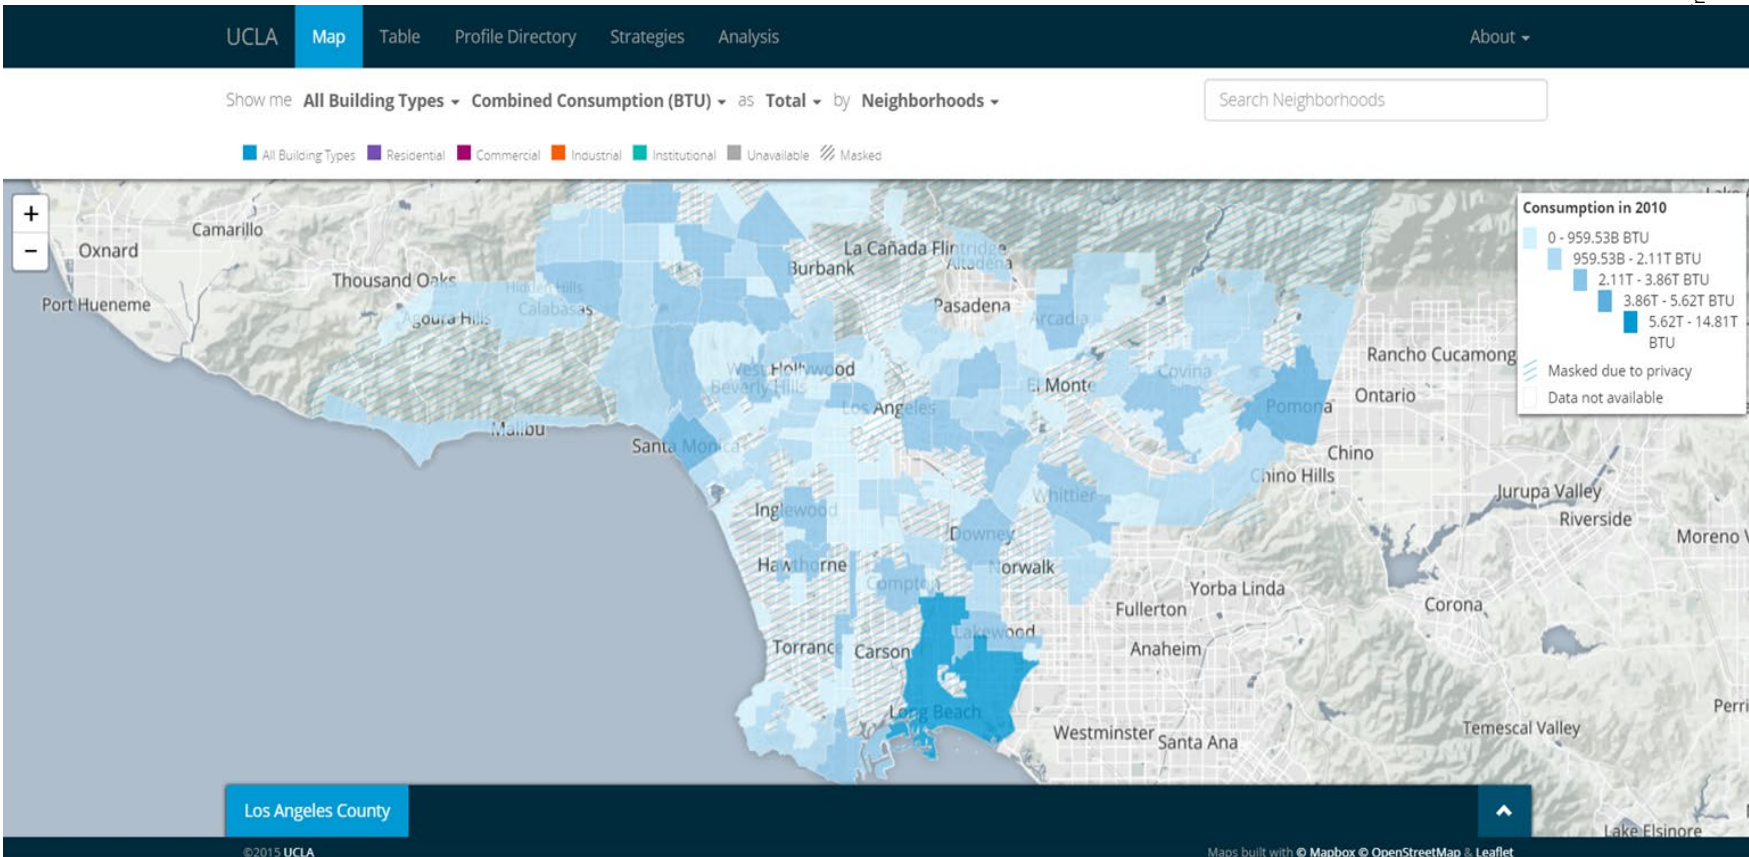 UCLA Map Table Profile Directory Strategies Analysis About
Show me All Building Types Combined Consumption (BTU) as Total by Neighborhoods Search Neighborhoods
All Building Types Residential Commercial Industrial Institutional Unavailable Masked
+
−
Consumption in 2010
0 - 959.53B BTU
959.53B - 2.11T BTU
2.11T - 3.86T BTU
3.86T - 5.62T BTU
5.62T - 14.81T
BTU
Masked due to privacy
Data not available
Camarillo
Oxnard
La Cañada Flintridge
Altadena
Burbank
Thousand Oaks
Hidden Hills
Calabasas
Port Hueneme
Pasadena
Agoura Hills
Arcadia
Rancho Cucamong
West Hollywood
Covina
Beverly Hills
El Monte
Ontario
Los Angeles
Pomona
Malibu
Santa Monica
Chino
Chino Hills
Whittier
Jurupa Valley
Inglewood
Riverside
Downey
Moreno V
Hawthorne
Norwalk
Compton
Yorba Linda
Fullerton
Corona
Lakewood
Torranc
Carson
Anaheim
Long Beach
Perri
Westminster
Santa Ana
Temescal Valley
Los Angeles County
Lake Elsinore
©2015 UCLA Maps built with © Mapbox © OpenStreetMap & Leaflet